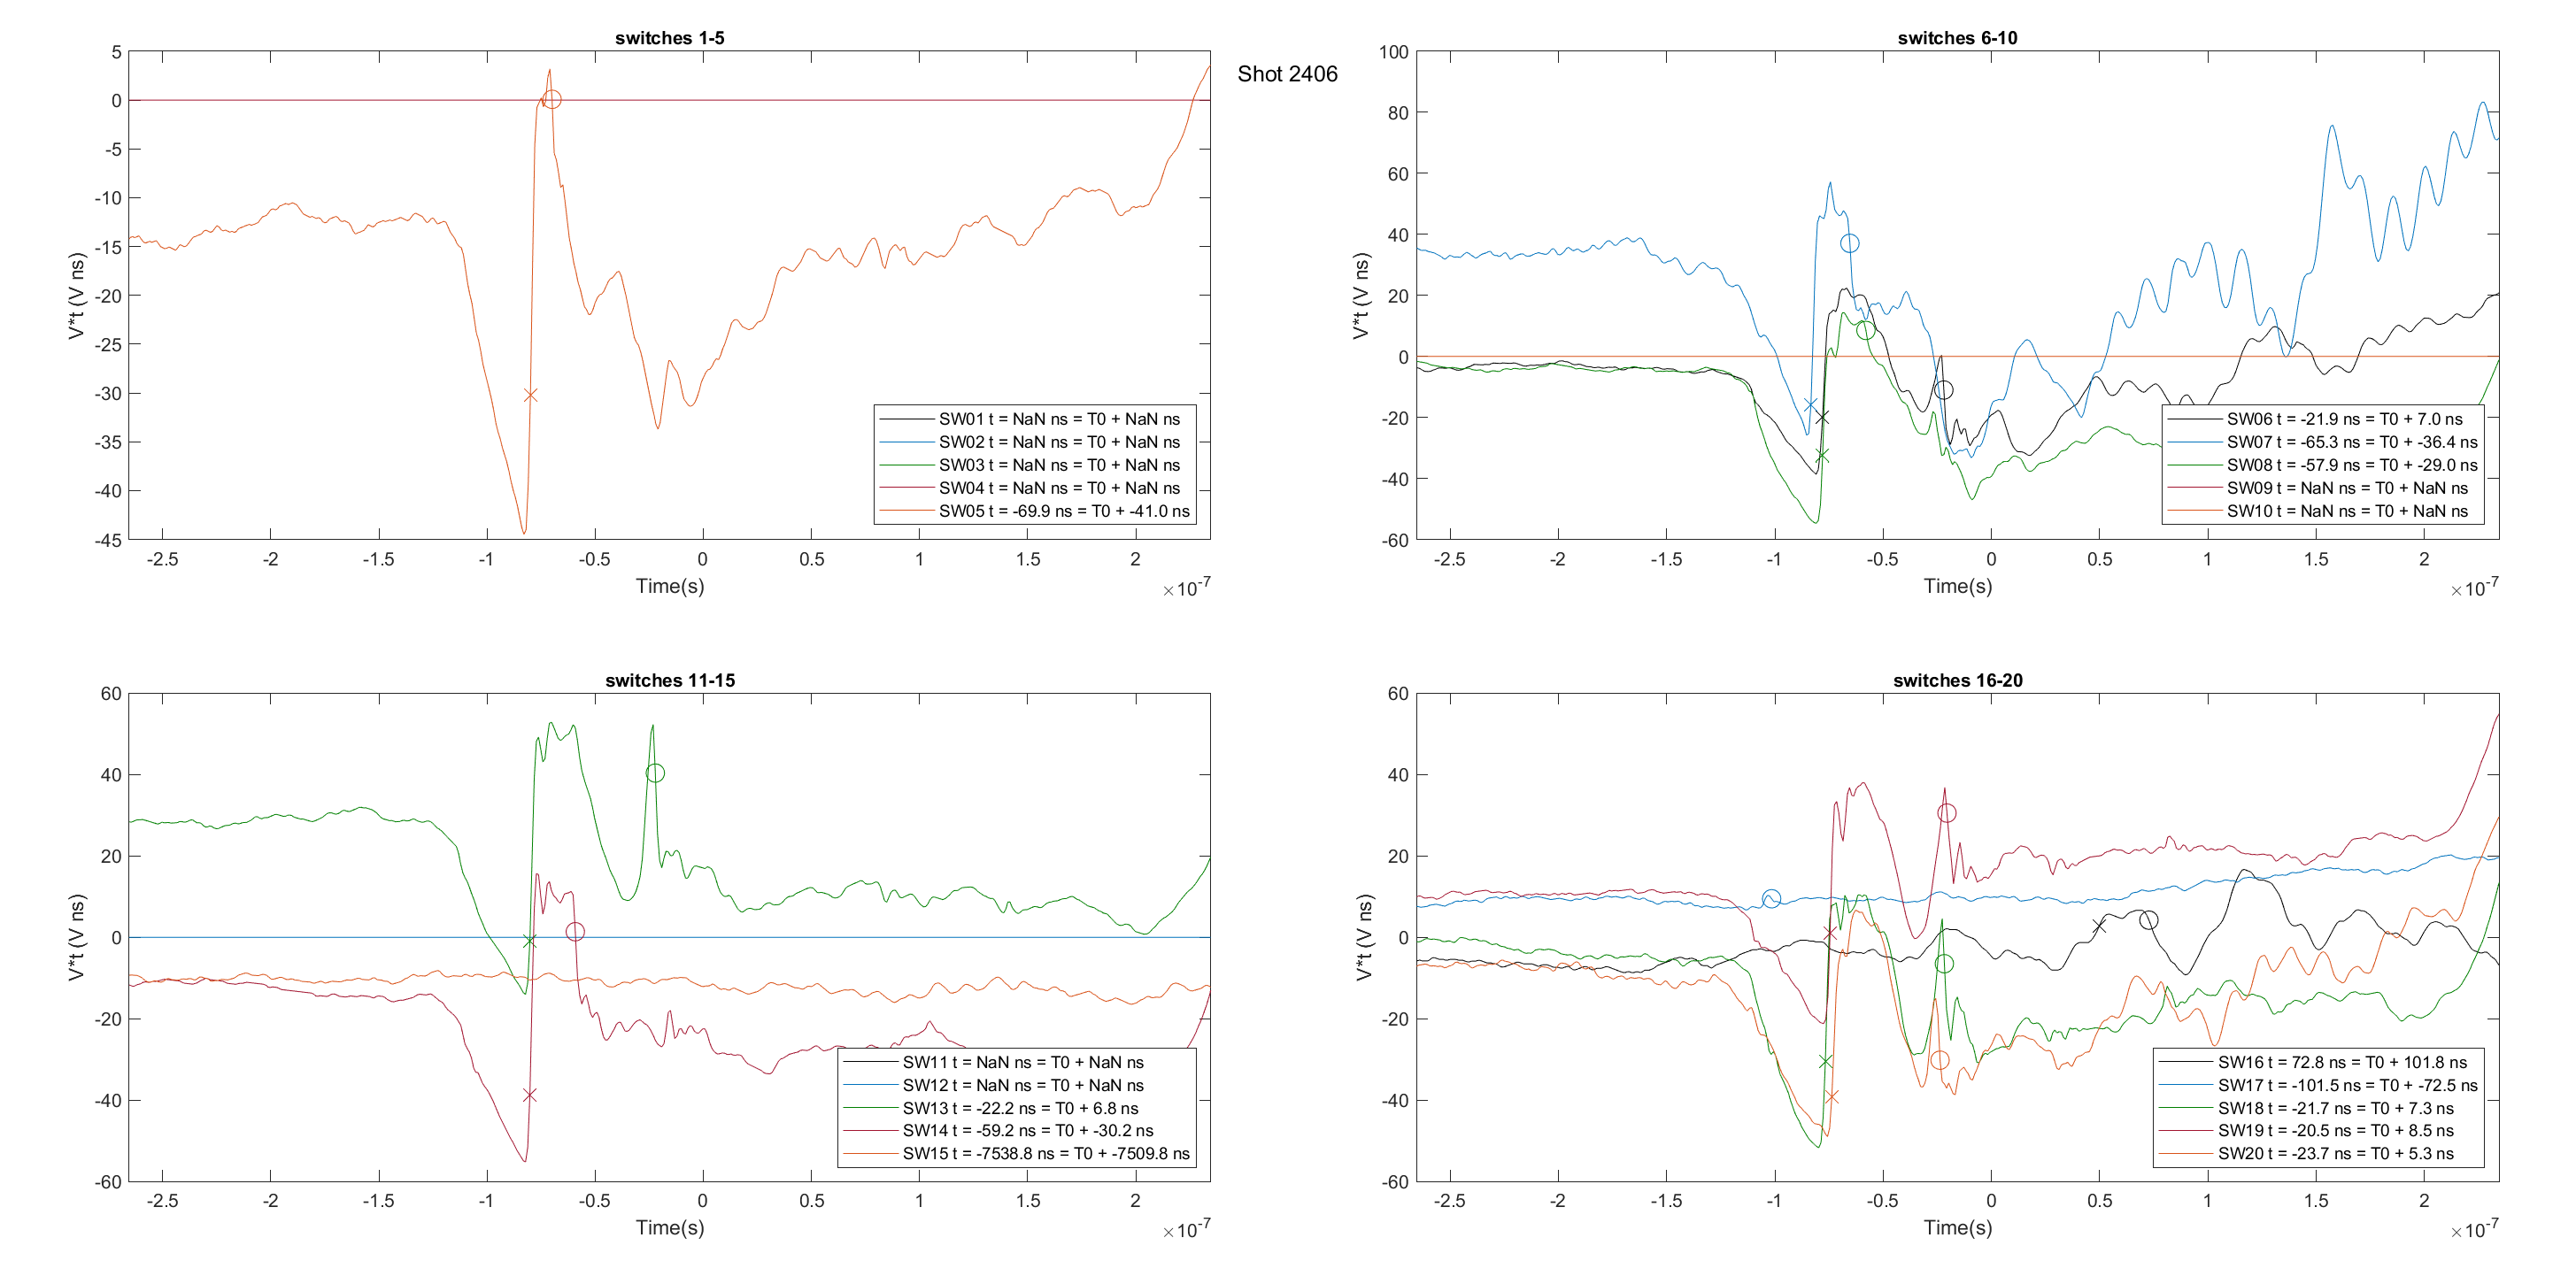 Shot 2406
switches 1-5
V*t (V ns)
5
0
-5
-10
-15
-20
-25
-30
-35
-40
-45
-2.5 -2 -1.5 -1 -0.5 0 0.5 1 1.5 2
Time(s)
×10-7
SW01 t = NaN ns = T0 + NaN ns
SW02 t = NaN ns = T0 + NaN ns
SW03 t = NaN ns = T0 + NaN ns
SW04 t = NaN ns = T0 + NaN ns
SW05 t = -69.9 ns = T0 + -41.0 ns
switches 6-10
V*t (V ns)
100
80
60
40
20
0
-20
-40
-60
-2.5 -2 -1.5 -1 -0.5 0 0.5 1 1.5 2
Time(s)
×10-7
SW06 t = -21.9 ns = T0 + 7.0 ns
SW07 t = -65.3 ns = T0 + -36.4 ns
SW08 t = -57.9 ns = T0 + -29.0 ns
SW09 t = NaN ns = T0 + NaN ns
SW10 t = NaN ns = T0 + NaN ns
switches 11-15
V*t (V ns)
60
40
20
0
-20
-40
-60
-2.5 -2 -1.5 -1 -0.5 0 0.5 1 1.5 2
Time(s)
×10-7
SW11 t = NaN ns = T0 + NaN ns
SW12 t = NaN ns = T0 + NaN ns
SW13 t = -22.2 ns = T0 + 6.8 ns
SW14 t = -59.2 ns = T0 + -30.2 ns
SW15 t = -7538.8 ns = T0 + -7509.8 ns
switches 16-20
V*t (V ns)
60
40
20
0
-20
-40
-60
-2.5 -2 -1.5 -1 -0.5 0 0.5 1 1.5 2
Time(s)
×10-7
SW16 t = 72.8 ns = T0 + 101.8 ns
SW17 t = -101.5 ns = T0 + -72.5 ns
SW18 t = -21.7 ns = T0 + 7.3 ns
SW19 t = -20.5 ns = T0 + 8.5 ns
SW20 t = -23.7 ns = T0 + 5.3 ns